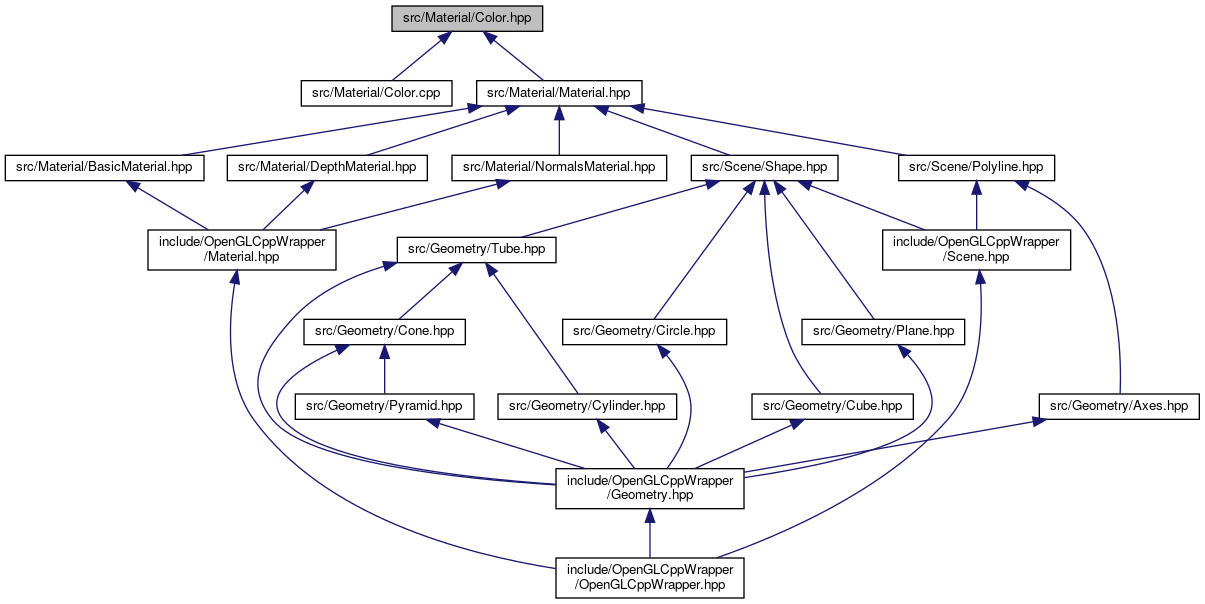 src/Material/Color.hpp
src/Material/Color.cpp
src/Material/Material.hpp
src/Material/BasicMaterial.hpp
src/Material/DepthMaterial.hpp
src/Material/NormalsMaterial.hpp
src/Scene/Shape.hpp
src/Scene/Polyline.hpp
include/OpenGLCppWrapper
/Material.hpp
src/Geometry/Tube.hpp
include/OpenGLCppWrapper
/Scene.hpp
src/Geometry/Cone.hpp
src/Geometry/Circle.hpp
src/Geometry/Plane.hpp
src/Geometry/Pyramid.hpp
src/Geometry/Cylinder.hpp
src/Geometry/Cube.hpp
src/Geometry/Axes.hpp
include/OpenGLCppWrapper
/Geometry.hpp
include/OpenGLCppWrapper
/OpenGLCppWrapper.hpp